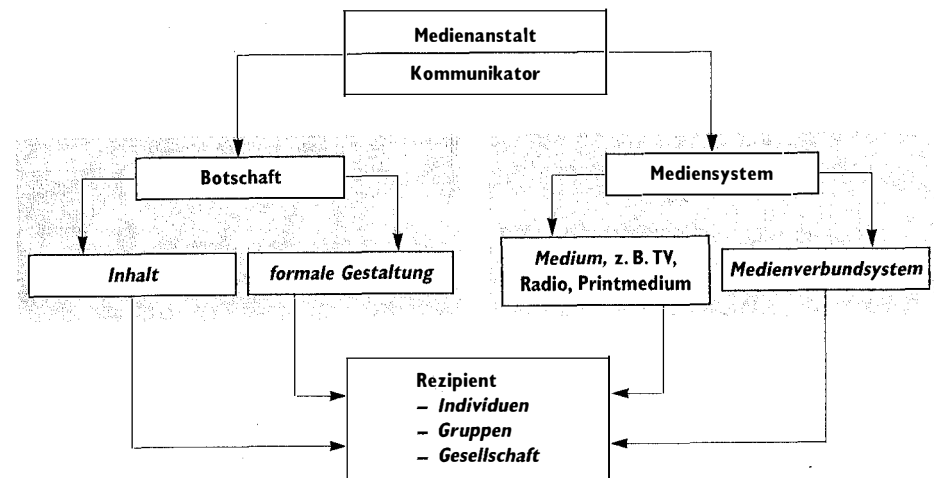 Medienanstalt
Kommunikator
Botschaft
Mediensystem
Inhalt
formale Gestaltung
Medium, z. B. TV,
Radio, Printmedium
Medienverbundsystem
Rezipient
– Individuen
– Gruppen
– Gesellschaft